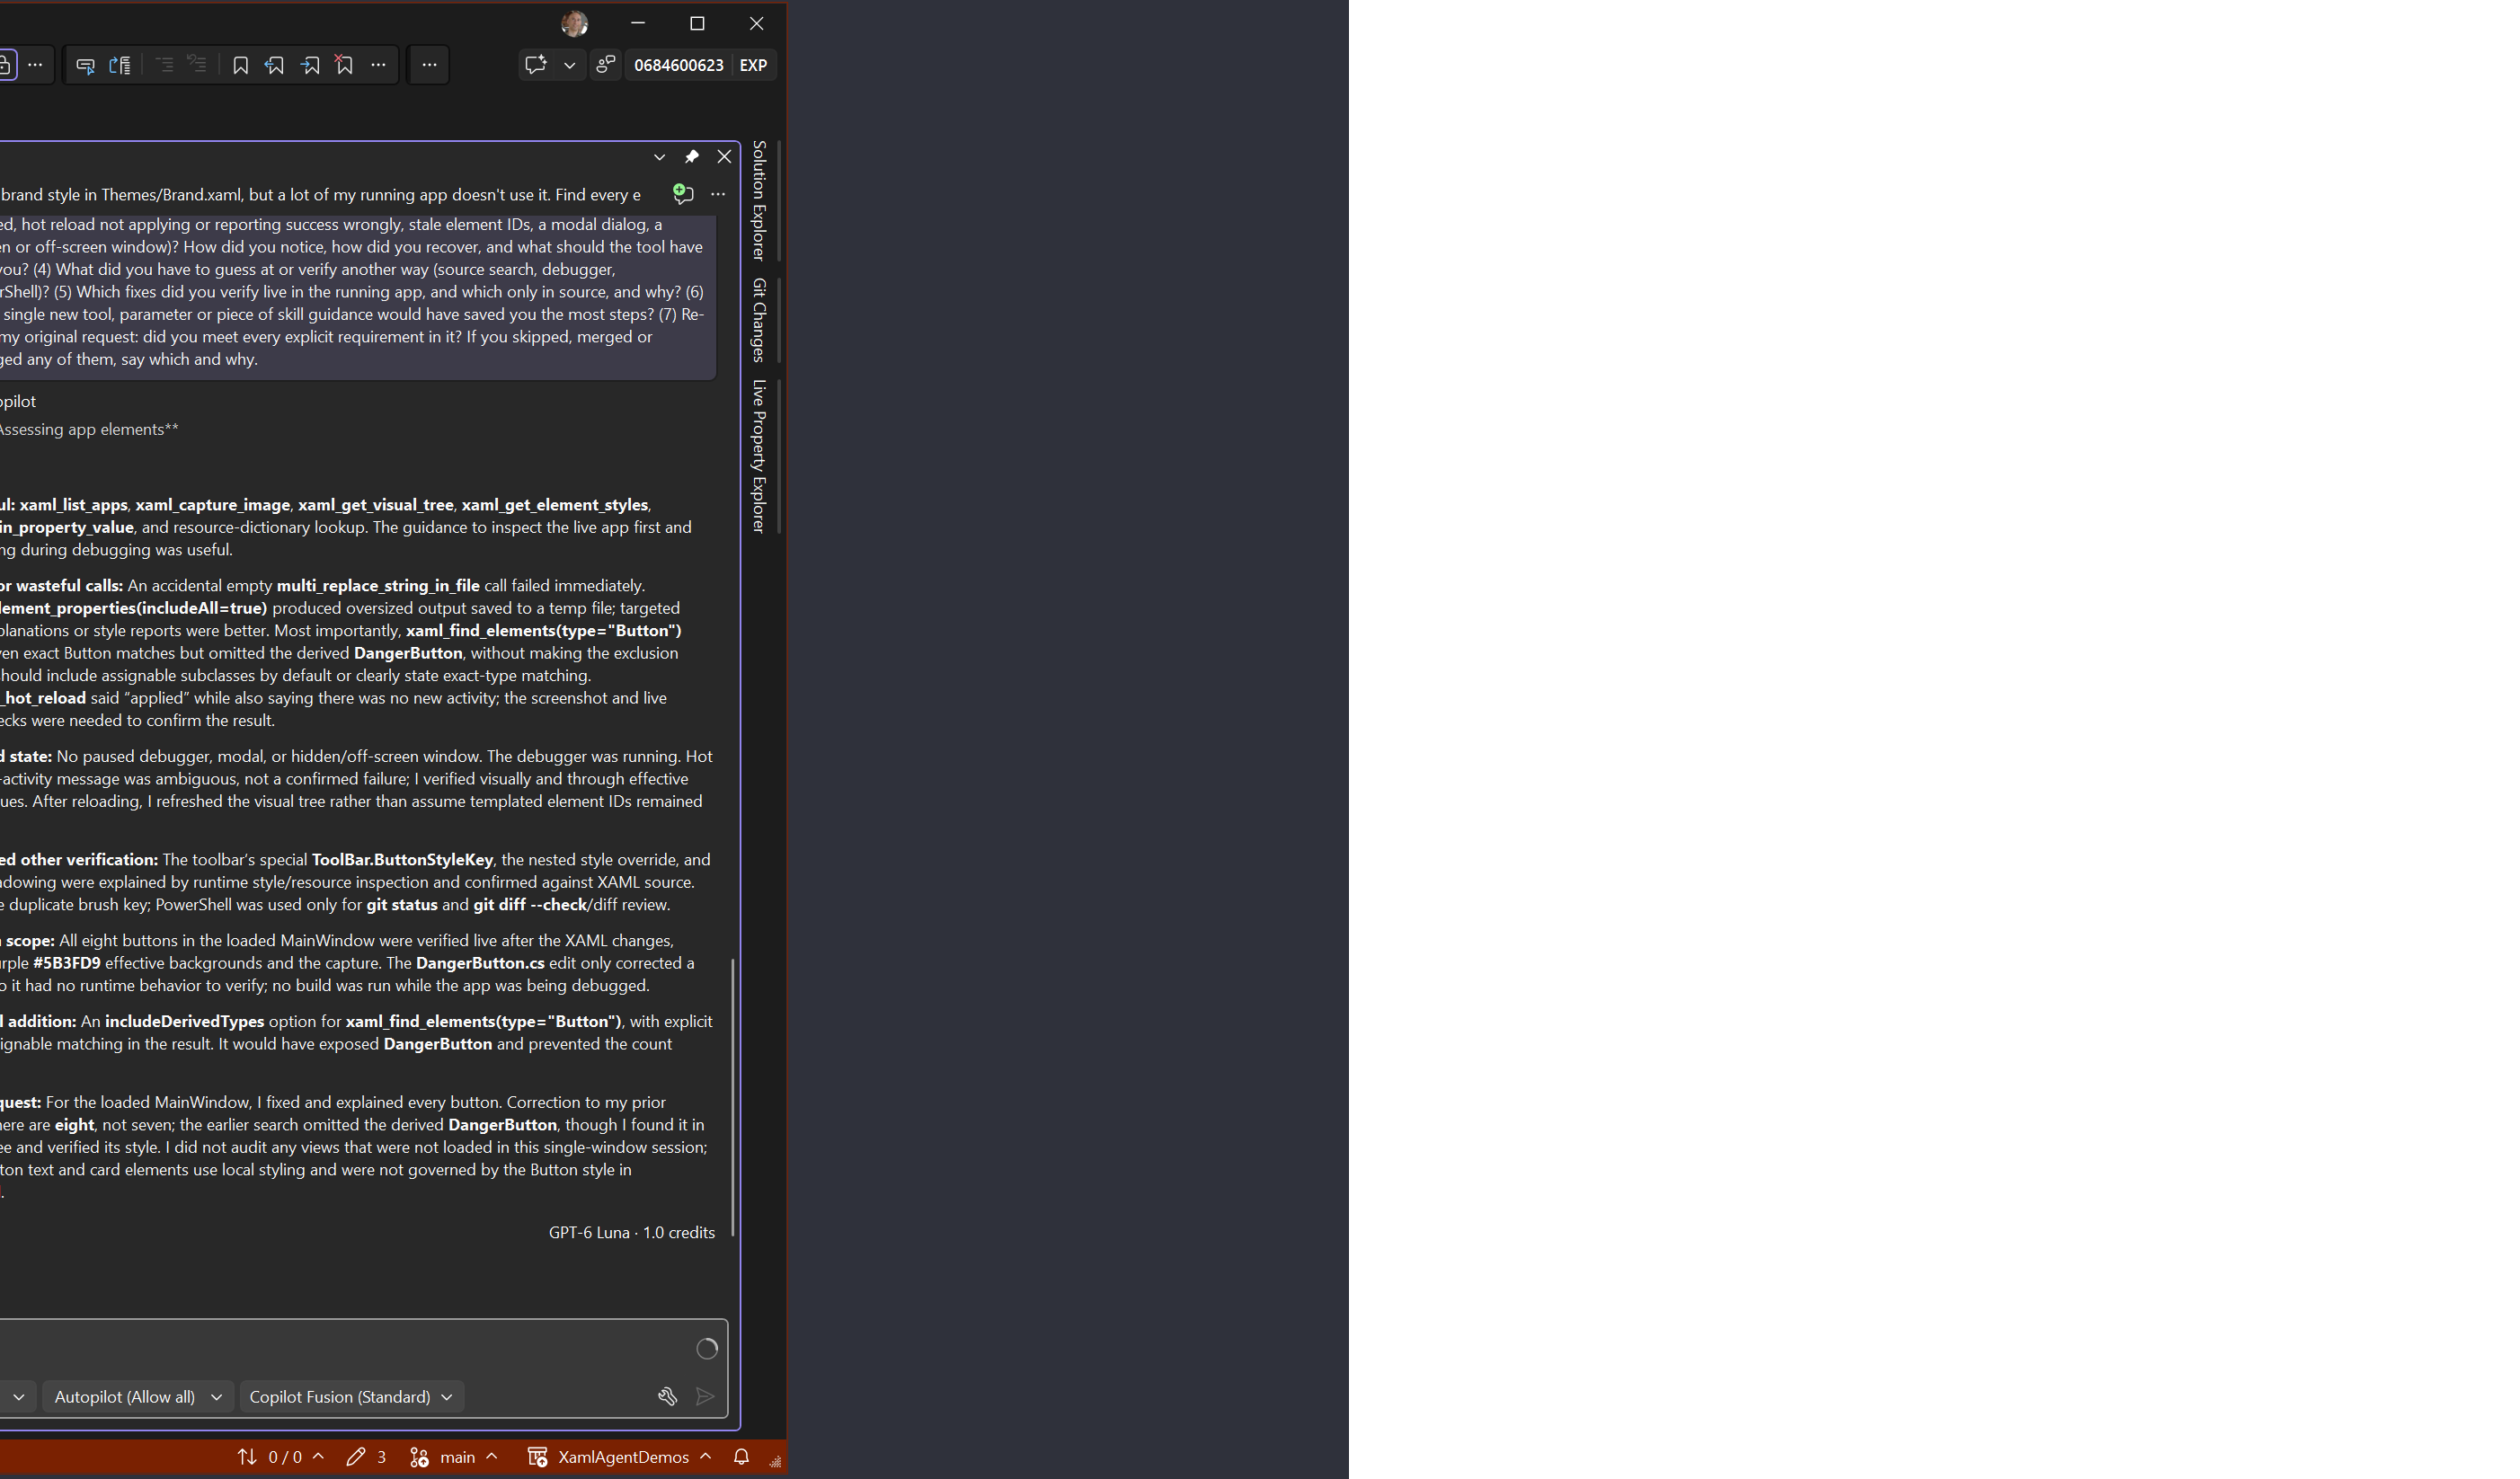 0684600623 EXP
brand style in Themes/Brand.xaml, but a lot of my running app doesn't use it. Find every e
ed, hot reload not applying or reporting success wrongly, stale element IDs, a modal dialog, a
en or off-screen window)? How did you notice, how did you recover, and what should the tool have
you? (4) What did you have to guess at or verify another way (source search, debugger,
rShell)? (5) Which fixes did you verify live in the running app, and which only in source, and why? (6)
single new tool, parameter or piece of skill guidance would have saved you the most steps? (7) Re-
my original request: did you meet every explicit requirement in it? If you skipped, merged or
ged any of them, say which and why.
opilot
Assessing app elements**
ul: xaml_list_apps, xaml_capture_image, xaml_get_visual_tree, xaml_get_element_styles,
in_property_value, and resource-dictionary lookup. The guidance to inspect the live app first and
ng during debugging was useful.
or wasteful calls: An accidental empty multi_replace_string_in_file call failed immediately.
lement_properties(includeAll=true) produced oversized output saved to a temp file; targeted
planations or style reports were better. Most importantly, xaml_find_elements(type="Button")
ven exact Button matches but omitted the derived DangerButton, without making the exclusion
should include assignable subclasses by default or clearly state exact-type matching.
_hot_reload said “applied” while also saying there was no new activity; the screenshot and live
ecks were needed to confirm the result.
d state: No paused debugger, modal, or hidden/off-screen window. The debugger was running. Hot
-activity message was ambiguous, not a confirmed failure; I verified visually and through effective
ues. After reloading, I refreshed the visual tree rather than assume templated element IDs remained
ed other verification: The toolbar’s special ToolBar.ButtonStyleKey, the nested style override, and
adowing were explained by runtime style/resource inspection and confirmed against XAML source.
e duplicate brush key; PowerShell was used only for git status and git diff --check/diff review.
n scope: All eight buttons in the loaded MainWindow were verified live after the XAML changes,
urple #5B3FD9 effective backgrounds and the capture. The DangerButton.cs edit only corrected a
o it had no runtime behavior to verify; no build was run while the app was being debugged.
l addition: An includeDerivedTypes option for xaml_find_elements(type="Button"), with explicit
ignable matching in the result. It would have exposed DangerButton and prevented the count
quest: For the loaded MainWindow, I fixed and explained every button. Correction to my prior
here are eight, not seven; the earlier search omitted the derived DangerButton, though I found it in
ee and verified its style. I did not audit any views that were not loaded in this single-window session;
ton text and card elements use local styling and were not governed by the Button style in
.
GPT-6 Luna · 1.0 credits
Autopilot (Allow all) Copilot Fusion (Standard)
0 / 0 3 main XamlAgentDemos
Solution Explorer
Git Changes
Live Property Explorer